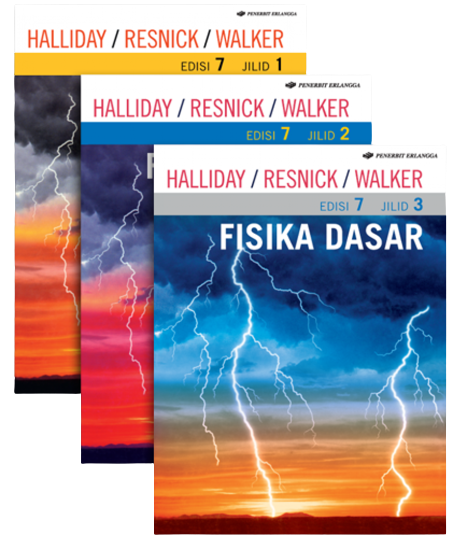 PENERBIT ERLANGGA
HALLIDAY / RESNICK / WALKER
EDISI 7 JILID 1
PENERBIT ERLANGGA
HALLIDAY / RESNICK / WALKER
EDISI 7 JILID 2
F
PENERBIT ERLANGGA
HALLIDAY / RESNICK / WALKER
EDISI 7 JILID 3
FISIKA DASAR